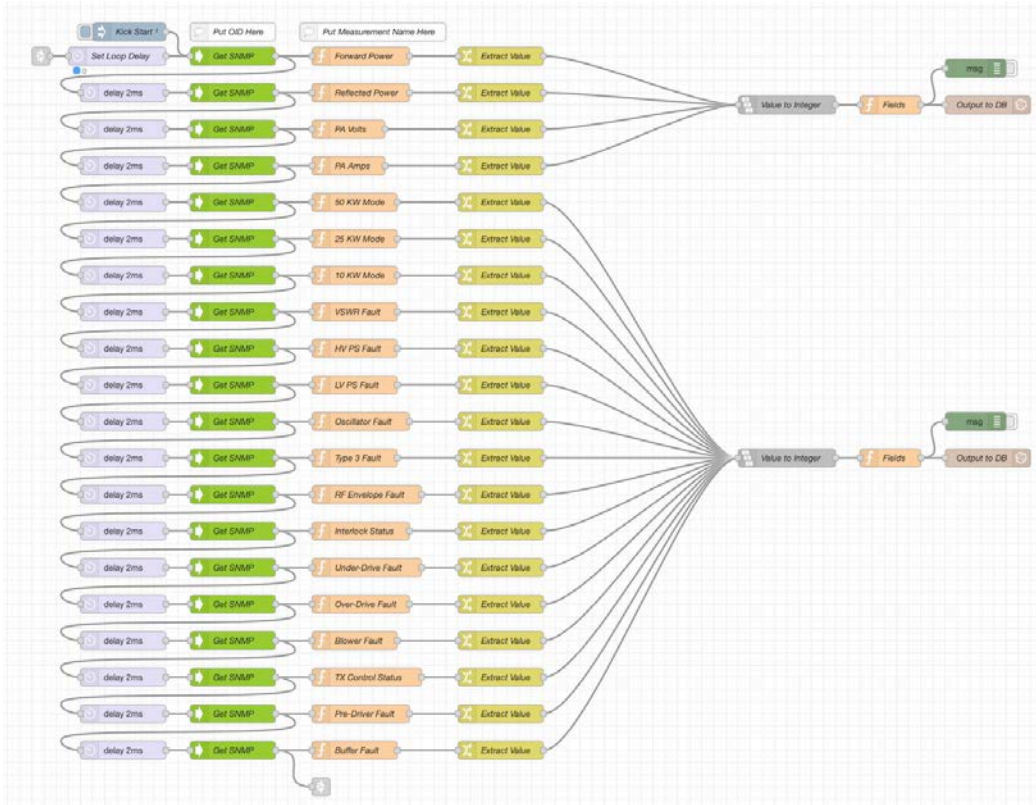 Kick Start ! Put OID Here Put Measurement Name Here
Set Loop Delay Get SNMP Forward Power Extract Value
0
msg
delay 2ms Get SNMP Reflected Power Extract Value
Value to Integer Fields Output to DB
delay 2ms Get SNMP PA Volts Extract Value
delay 2ms Get SNMP PA Amps Extract Value
delay 2ms Get SNMP 50 KW Mode Extract Value
delay 2ms Get SNMP 25 KW Mode Extract Value
delay 2ms Get SNMP 10 KW Mode Extract Value
delay 2ms Get SNMP VSWR Fault Extract Value
delay 2ms Get SNMP HV PS Fault Extract Value
delay 2ms Get SNMP LV PS Fault Extract Value
delay 2ms Get SNMP Oscillator Fault Extract Value
msg
delay 2ms Get SNMP Type 3 Fault Extract Value Value to Integer Fields Output to DB
delay 2ms Get SNMP RF Envelope Fault Extract Value
delay 2ms Get SNMP Interlock Status Extract Value
delay 2ms Get SNMP Under-Drive Fault Extract Value
delay 2ms Get SNMP Over-Drive Fault Extract Value
delay 2ms Get SNMP Blower Fault Extract Value
delay 2ms Get SNMP TX Control Status Extract Value
delay 2ms Get SNMP Pre-Driver Fault Extract Value
delay 2ms Get SNMP Buffer Fault Extract Value